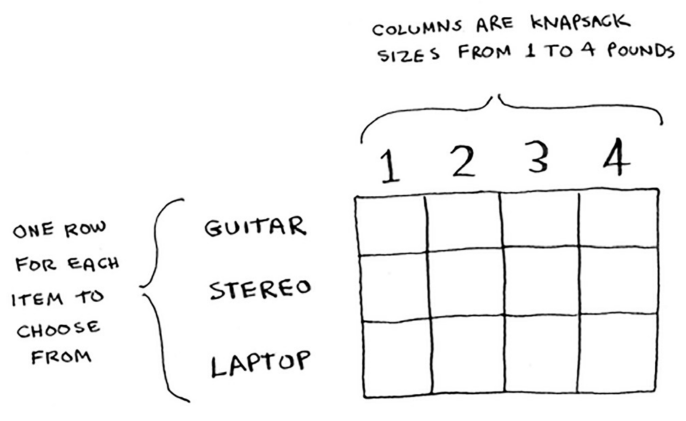 COLUMNS ARE KNAPSACK
SIZES FROM 1 TO 4 POUNDS
1 2 3 4
ONE ROW
FOR EACH
ITEM TO
CHOOSE
FROM
GUITAR
STEREO
LAPTOP